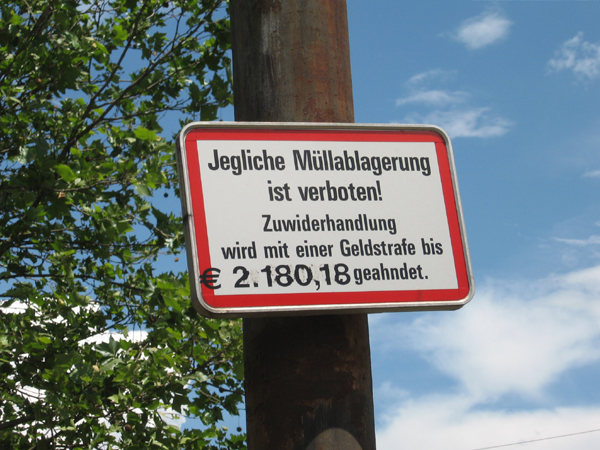 Jegliche Müllablagerung
ist verboten!
Zuwiderhandlung
wird mit einer Geldstrafe bis
€ 2.180,18 geahndet.